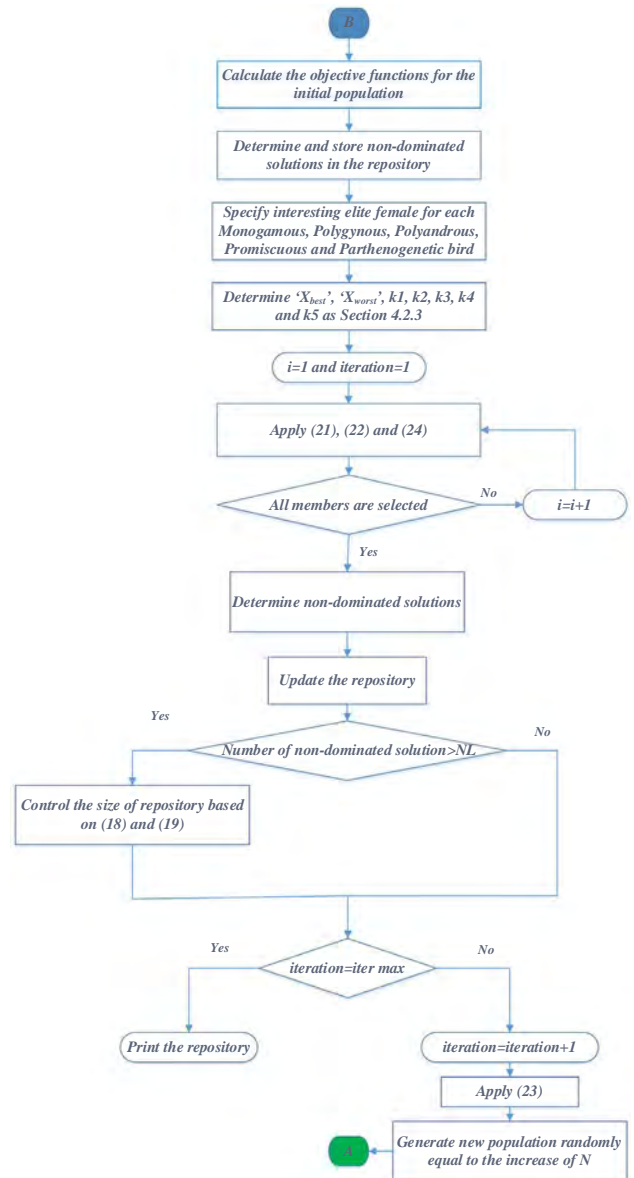 B
Calculate the objective functions for the
initial population
Determine and store non-dominated
solutions in the repository
Specify interesting elite female for each
Monogamous, Polygynous, Polyandrous,
Promiscuous and Parthenogenetic bird
Determine ‘Xbest’, ‘Xworst’, k1, k2, k3, k4
and k5 as Section 4.2.3
i=1 and iteration=1
Apply (21), (22) and (24)
All members are selected
No
i=i+1
Yes
Determine non-dominated solutions
Update the repository
Yes
No
Number of non-dominated solution>NL
Control the size of repository based
on (18) and (19)
Yes
No
iteration=iter max
Print the repository
iteration=iteration+1
Apply (23)
Generate new population randomly
equal to the increase of N
A